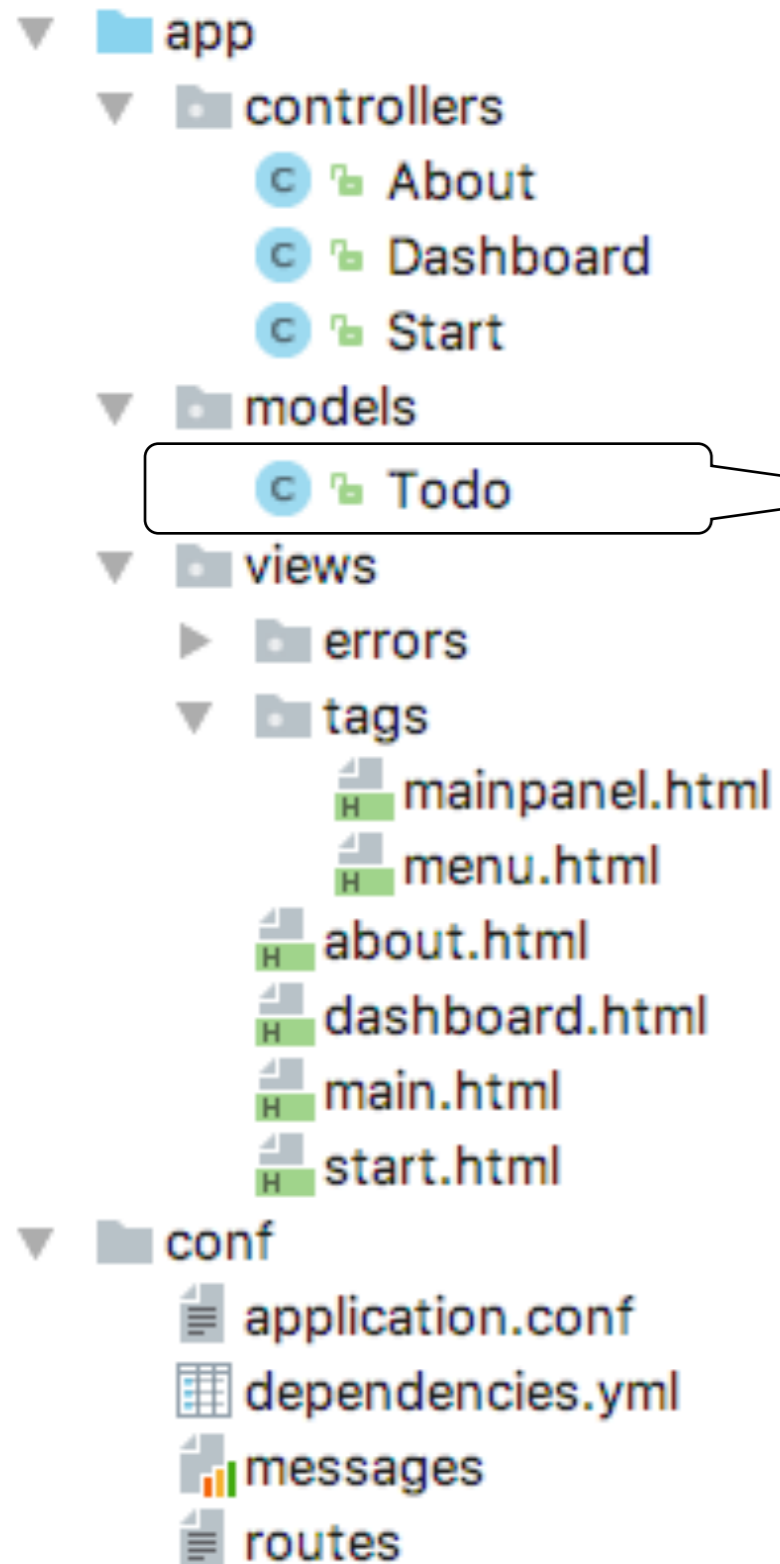 app
controllers
C About
C Dashboard
C Start
models
C Todo
views
errors
tags
H mainpanel.html
H menu.html
H about.html
H dashboard.html
H main.html
H start.html
conf
application.conf
dependencies.yml
messages
routes